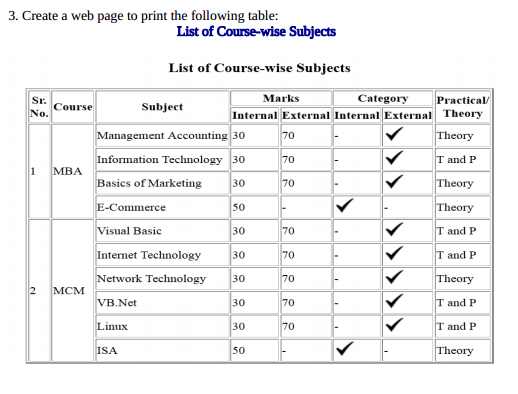 3. Create a web page to print the following table:
List of Course-wise Subjects
List of Course-wise Subjects
Sr. No. Course Subject Marks Category Practical/ Theory
Internal External Internal External
1 MBA Management Accounting 30 70 - ✔ Theory
Information Technology 30 70 - ✔ T and P
Basics of Marketing 30 70 - ✔ Theory
E-Commerce 50 - ✔ - Theory
2 MCM Visual Basic 30 70 - ✔ T and P
Internet Technology 30 70 - ✔ T and P
Network Technology 30 70 - ✔ Theory
VB.Net 30 70 - ✔ T and P
Linux 30 70 - ✔ T and P
ISA 50 - ✔ - Theory